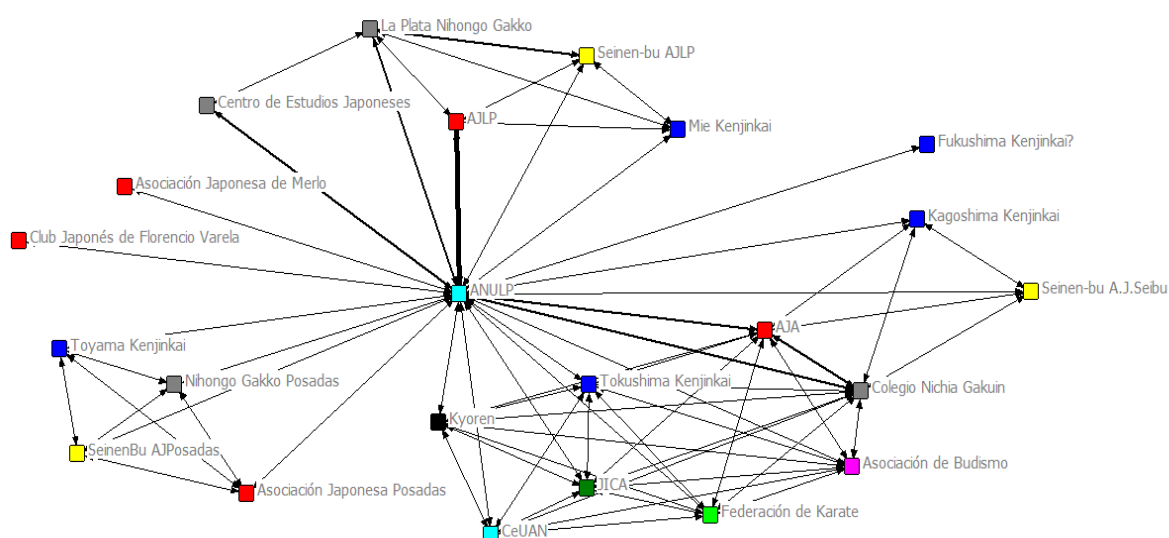 La Plata Nihongo Gakko
Seinen-bu AJLP
Centro de Estudios Japoneses
AJLP
Mie Kenjinkai
Fukushima Kenjinkai?
Asociación Japonesa de Merlo
Kagoshima Kenjinkai
Club Japonés de Florencio Varela
ANULP
Seinen-bu A.J.Seibu
AJA
Toyama Kenjinkai
Nihongo Gakko Posadas
Tokushima Kenjinkai
Colegio Nichia Gakuin
Kyoren
SeinenBu AJPosadas
Asociación de Budismo
JICA
Asociación Japonesa Posadas
Federación de Karate
CeUAN